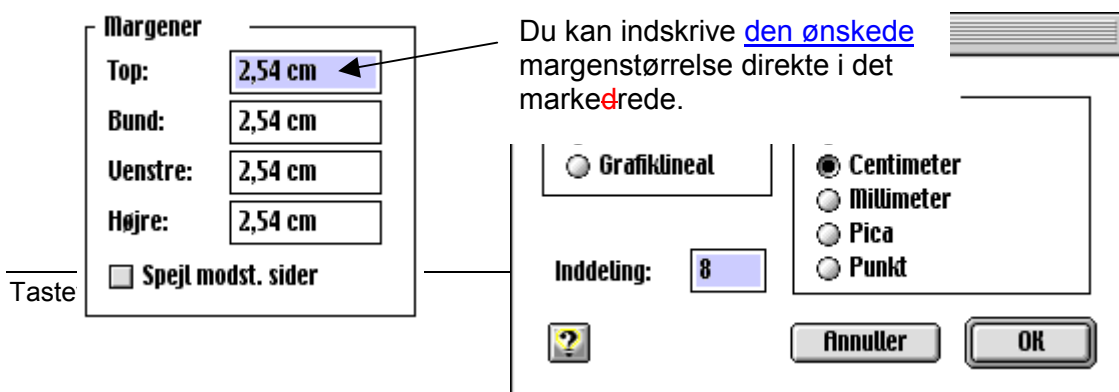 Margener
Top: 2,54 cm
Bund: 2,54 cm
Venstre: 2,54 cm
Højre: 2,54 cm
Spejl modst. sider
Taste
Du kan indskrive den ønskede
margenstørrelse direkte i det
markedrede.
Grafiklineal
Centimeter
Millimeter
Pica
Punkt
Inddeling: 8
?
Annuller
OK